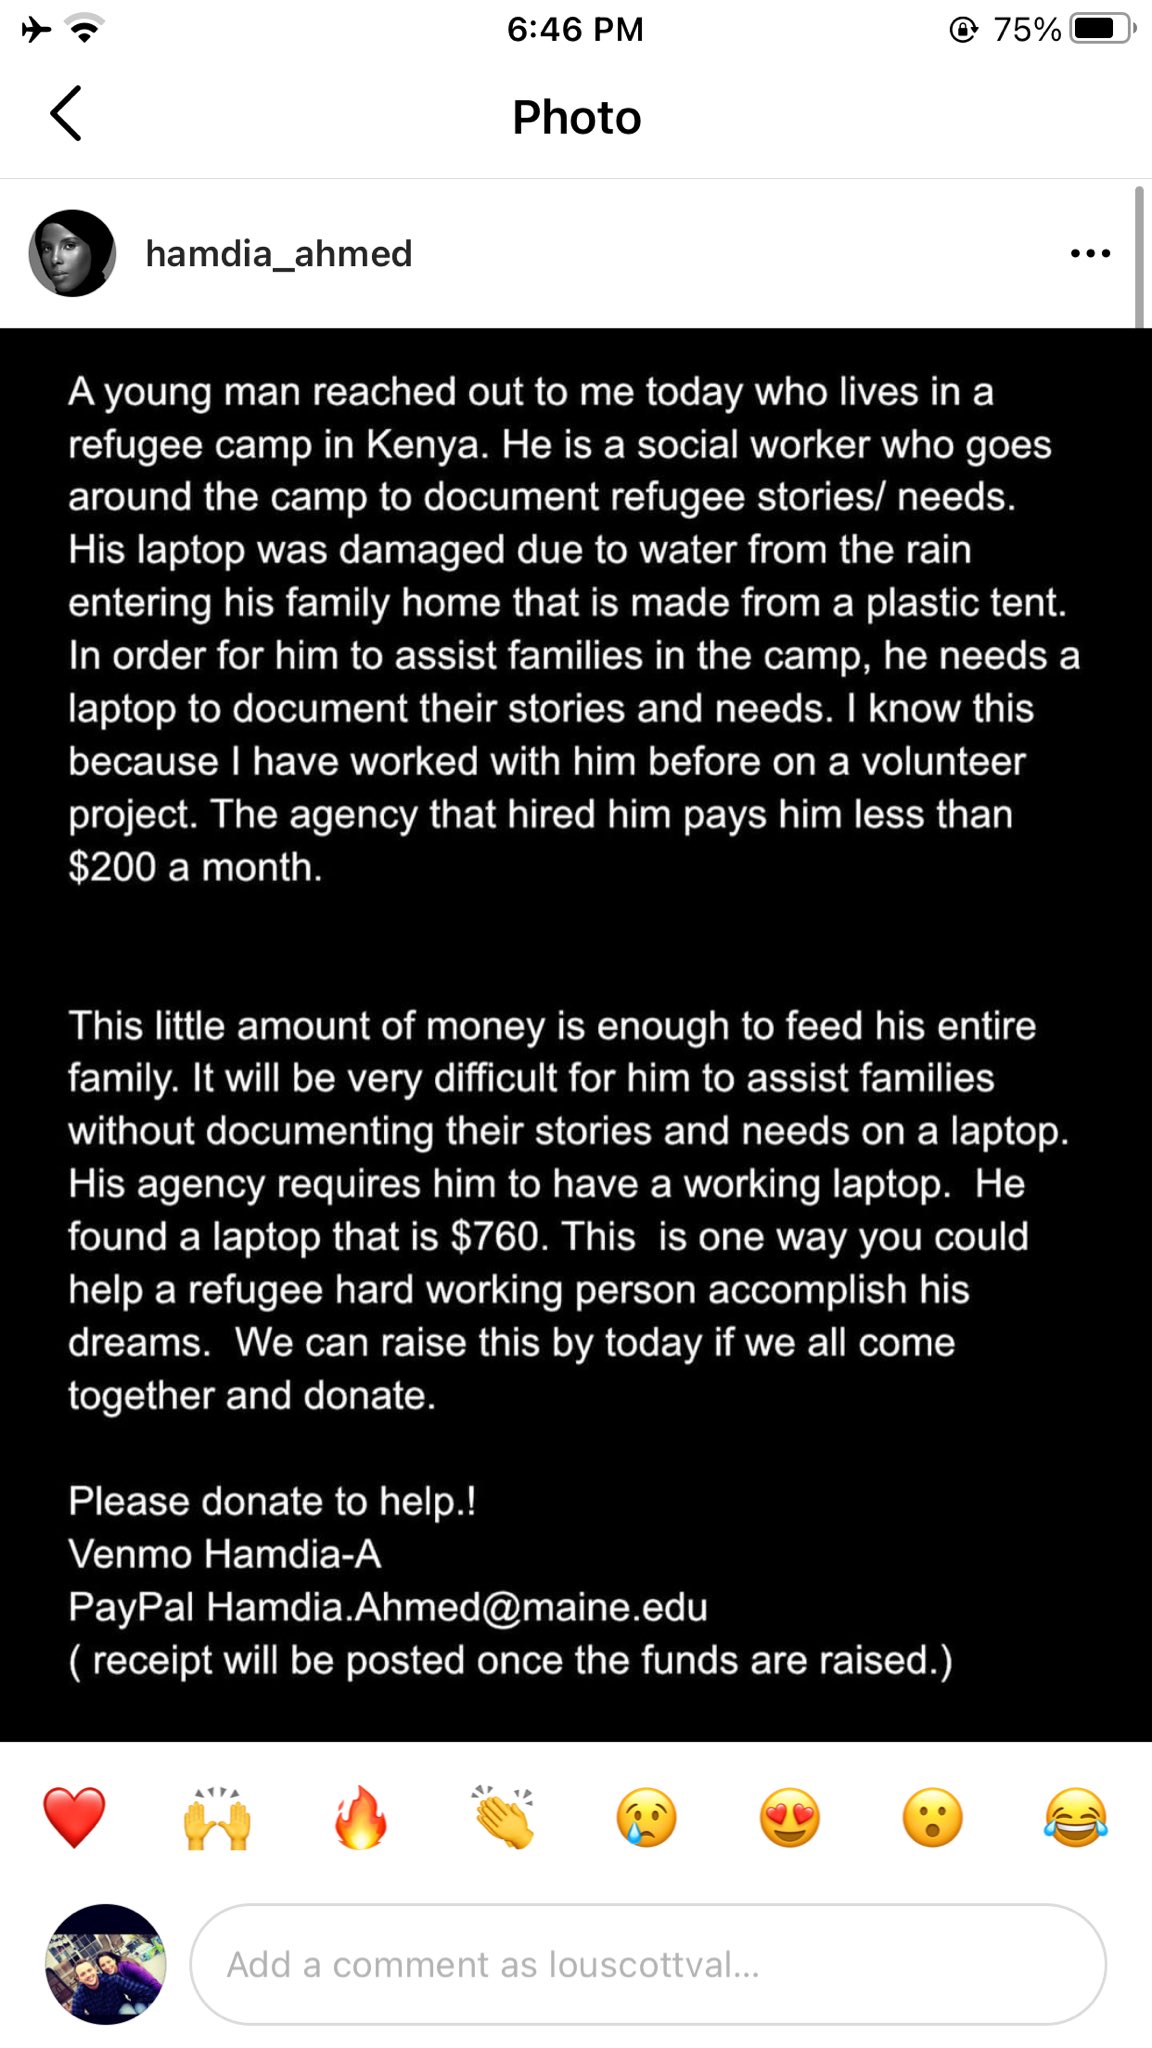 6:46 PM
75%
Photo
hamdia_ahmed
A young man reached out to me today who lives in a
refugee camp in Kenya. He is a social worker who goes
around the camp to document refugee stories/ needs.
His laptop was damaged due to water from the rain
entering his family home that is made from a plastic tent.
In order for him to assist families in the camp, he needs a
laptop to document their stories and needs. I know this
because I have worked with him before on a volunteer
project. The agency that hired him pays him less than
$200 a month.
This little amount of money is enough to feed his entire
family. It will be very difficult for him to assist families
without documenting their stories and needs on a laptop.
His agency requires him to have a working laptop.  He
found a laptop that is $760. This  is one way you could
help a refugee hard working person accomplish his
dreams.  We can raise this by today if we all come
together and donate.
Please donate to help.!
Venmo Hamdia-A
PayPal Hamdia.Ahmed@maine.edu
( receipt will be posted once the funds are raised.)
Add a comment as louscottval...